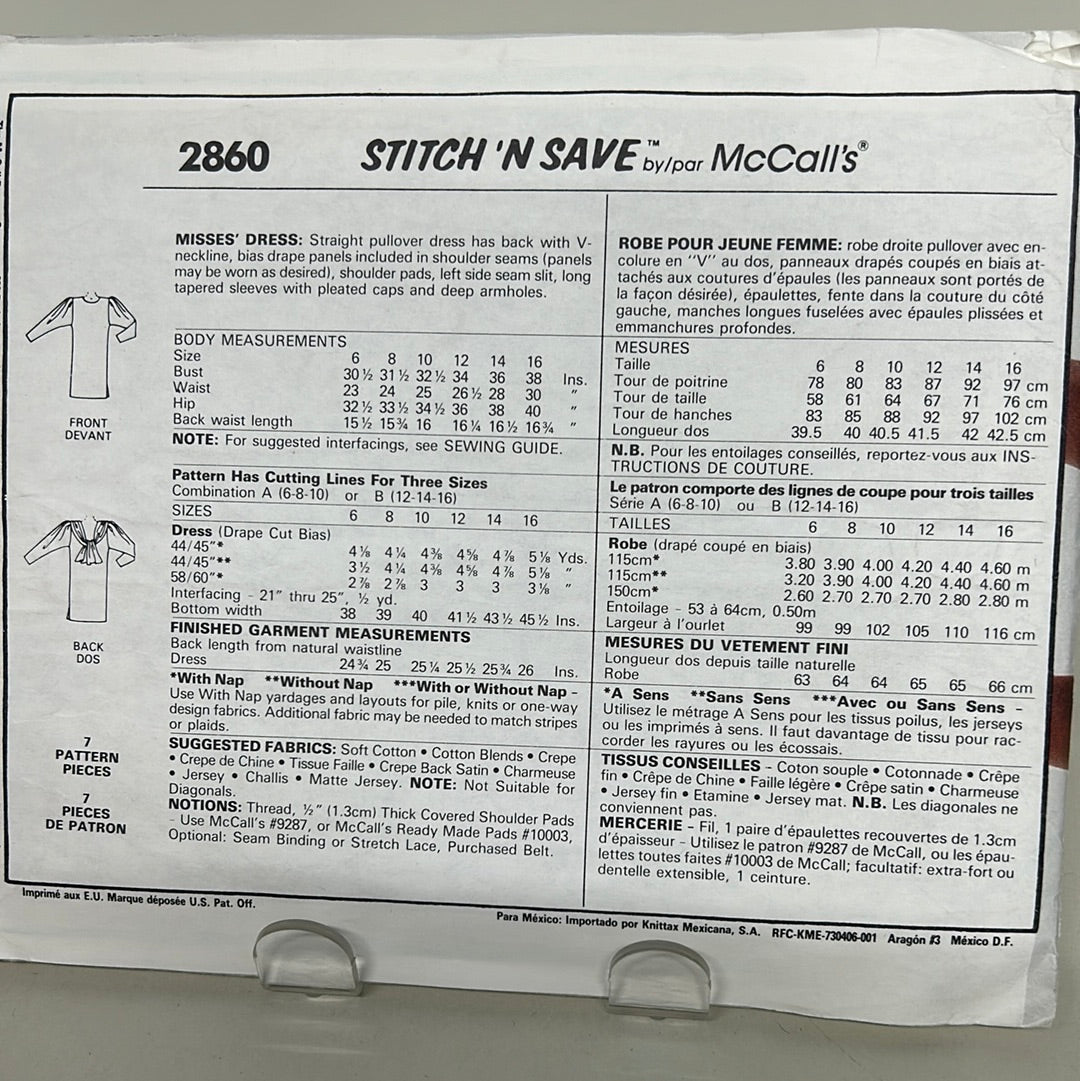 2860 STITCH 'N SAVE™ by/par McCall's®
MISSES' DRESS: Straight pullover dress has back with V-
neckline, bias drape panels included in shoulder seams (panels
may be worn as desired), shoulder pads, left side seam slit, long
tapered sleeves with pleated caps and deep armholes.
BODY MEASUREMENTS
Size 6 8 10 12 14 16
Bust 30½ 31½ 32½ 34 36 38 Ins.
Waist 23 24 25 26½ 28 30 "
Hip 32½ 33½ 34½ 36 38 40 "
Back waist length 15½ 15¾ 16 16¼ 16½ 16¾ "
NOTE: For suggested interfacings, see SEWING GUIDE.
Pattern Has Cutting Lines For Three Sizes
Combination A (6-8-10) or B (12-14-16)
SIZES 6 8 10 12 14 16
Dress (Drape Cut Bias)
44/45"* 4⅛ 4¼ 4⅜ 4⅝ 4⅞ 5⅛ Yds.
44/45"** 3½ 4¼ 4⅜ 4⅝ 4⅞ 5⅛ "
58/60"* 2⅞ 2⅞ 3 3 3 3⅛ "
Interfacing - 21" thru 25", ½ yd.
Bottom width 38 39 40 41½ 43½ 45½ Ins.
FINISHED GARMENT MEASUREMENTS
Back length from natural waistline
Dress 24¾ 25 25¼ 25½ 25¾ 26 Ins.
*With Nap **Without Nap ***With or Without Nap -
Use With Nap yardages and layouts for pile, knits or one-way
design fabrics. Additional fabric may be needed to match stripes
or plaids.
SUGGESTED FABRICS: Soft Cotton • Cotton Blends • Crepe
• Crepe de Chine • Tissue Faille • Crepe Back Satin • Charmeuse
• Jersey • Challis • Matte Jersey. NOTE: Not Suitable for
Diagonals.
NOTIONS: Thread, ½" (1.3cm) Thick Covered Shoulder Pads
- Use McCall's #9287, or McCall's Ready Made Pads #10003,
Optional: Seam Binding or Stretch Lace, Purchased Belt.
ROBE POUR JEUNE FEMME: robe droite pullover avec en-
colure en "V" au dos, panneaux drapés coupés en biais at-
tachés aux coutures d'épaules (les panneaux sont portés de
la façon désirée), épaulettes, fente dans la couture du côté
gauche, manches longues fuselées avec épaules plissées et
emmanchures profondes.
MESURES
Taille 6 8 10 12 14 16
Tour de poitrine 78 80 83 87 92 97 cm
Tour de taille 58 61 64 67 71 76 cm
Tour de hanches 83 85 88 92 97 102 cm
Longueur dos 39.5 40 40.5 41.5 42 42.5 cm
N.B. Pour les entoilages conseillés, reportez-vous aux INS-
TRUCTIONS DE COUTURE.
Le patron comporte des lignes de coupe pour trois tailles
Série A (6-8-10) ou B (12-14-16)
TAILLES 6 8 10 12 14 16
Robe (drapé coupé en biais)
115cm* 3.80 3.90 4.00 4.20 4.40 4.60 m
115cm** 3.20 3.90 4.00 4.20 4.40 4.60 m
150cm* 2.60 2.70 2.70 2.70 2.80 2.80 m
Entoilage - 53 à 64cm, 0.50m
Largeur à l'ourlet 99 99 102 105 110 116 cm
MESURES DU VETEMENT FINI
Longueur dos depuis taille naturelle
Robe 63 64 64 65 65 66 cm
*A Sens **Sans Sens ***Avec ou Sans Sens -
Utilisez le métrage A Sens pour les tissus poilus, les jerseys
ou les imprimés à sens. Il faut davantage de tissu pour rac-
corder les rayures ou les écossais.
TISSUS CONSEILLES - Coton souple • Cotonnade • Crêpe
fin • Crêpe de Chine • Faille légère • Crêpe satin • Charmeuse
• Jersey fin • Etamine • Jersey mat. N.B. Les diagonales ne
conviennent pas.
MERCERIE - Fil, 1 paire d'épaulettes recouvertes de 1.3cm
d'épaisseur - Utilisez le patron #9287 de McCall, ou les épau-
lettes toutes faites #10003 de McCall; facultatif: extra-fort ou
dentelle extensible, 1 ceinture.
FRONT
DEVANT
BACK
DOS
7
PATTERN
PIECES
7
PIECES
DE PATRON
Imprimé aux E.U. Marque déposée U.S. Pat. Off.
Para México: Importado por Knittax Mexicana, S.A. RFC-KME-730406-001 Aragón #3 México D.F.